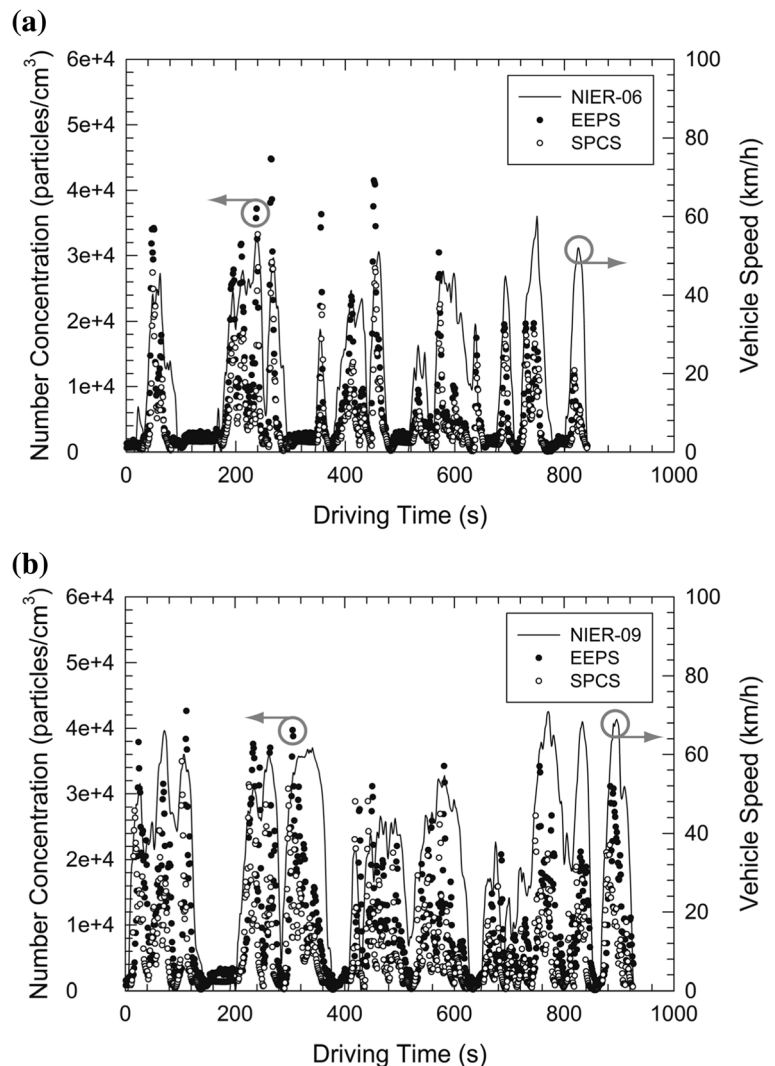 (a)
6e+4
5e+4
4e+4
3e+4
2e+4
1e+4
0
Number Concentration (particles/cm³)
100
80
60
40
20
0
Vehicle Speed (km/h)
NIER-06
EEPS
SPCS
0 200 400 600 800 1000
Driving Time (s)
(b)
6e+4
5e+4
4e+4
3e+4
2e+4
1e+4
0
Number Concentration (particles/cm³)
100
80
60
40
20
0
Vehicle Speed (km/h)
NIER-09
EEPS
SPCS
0 200 400 600 800 1000
Driving Time (s)